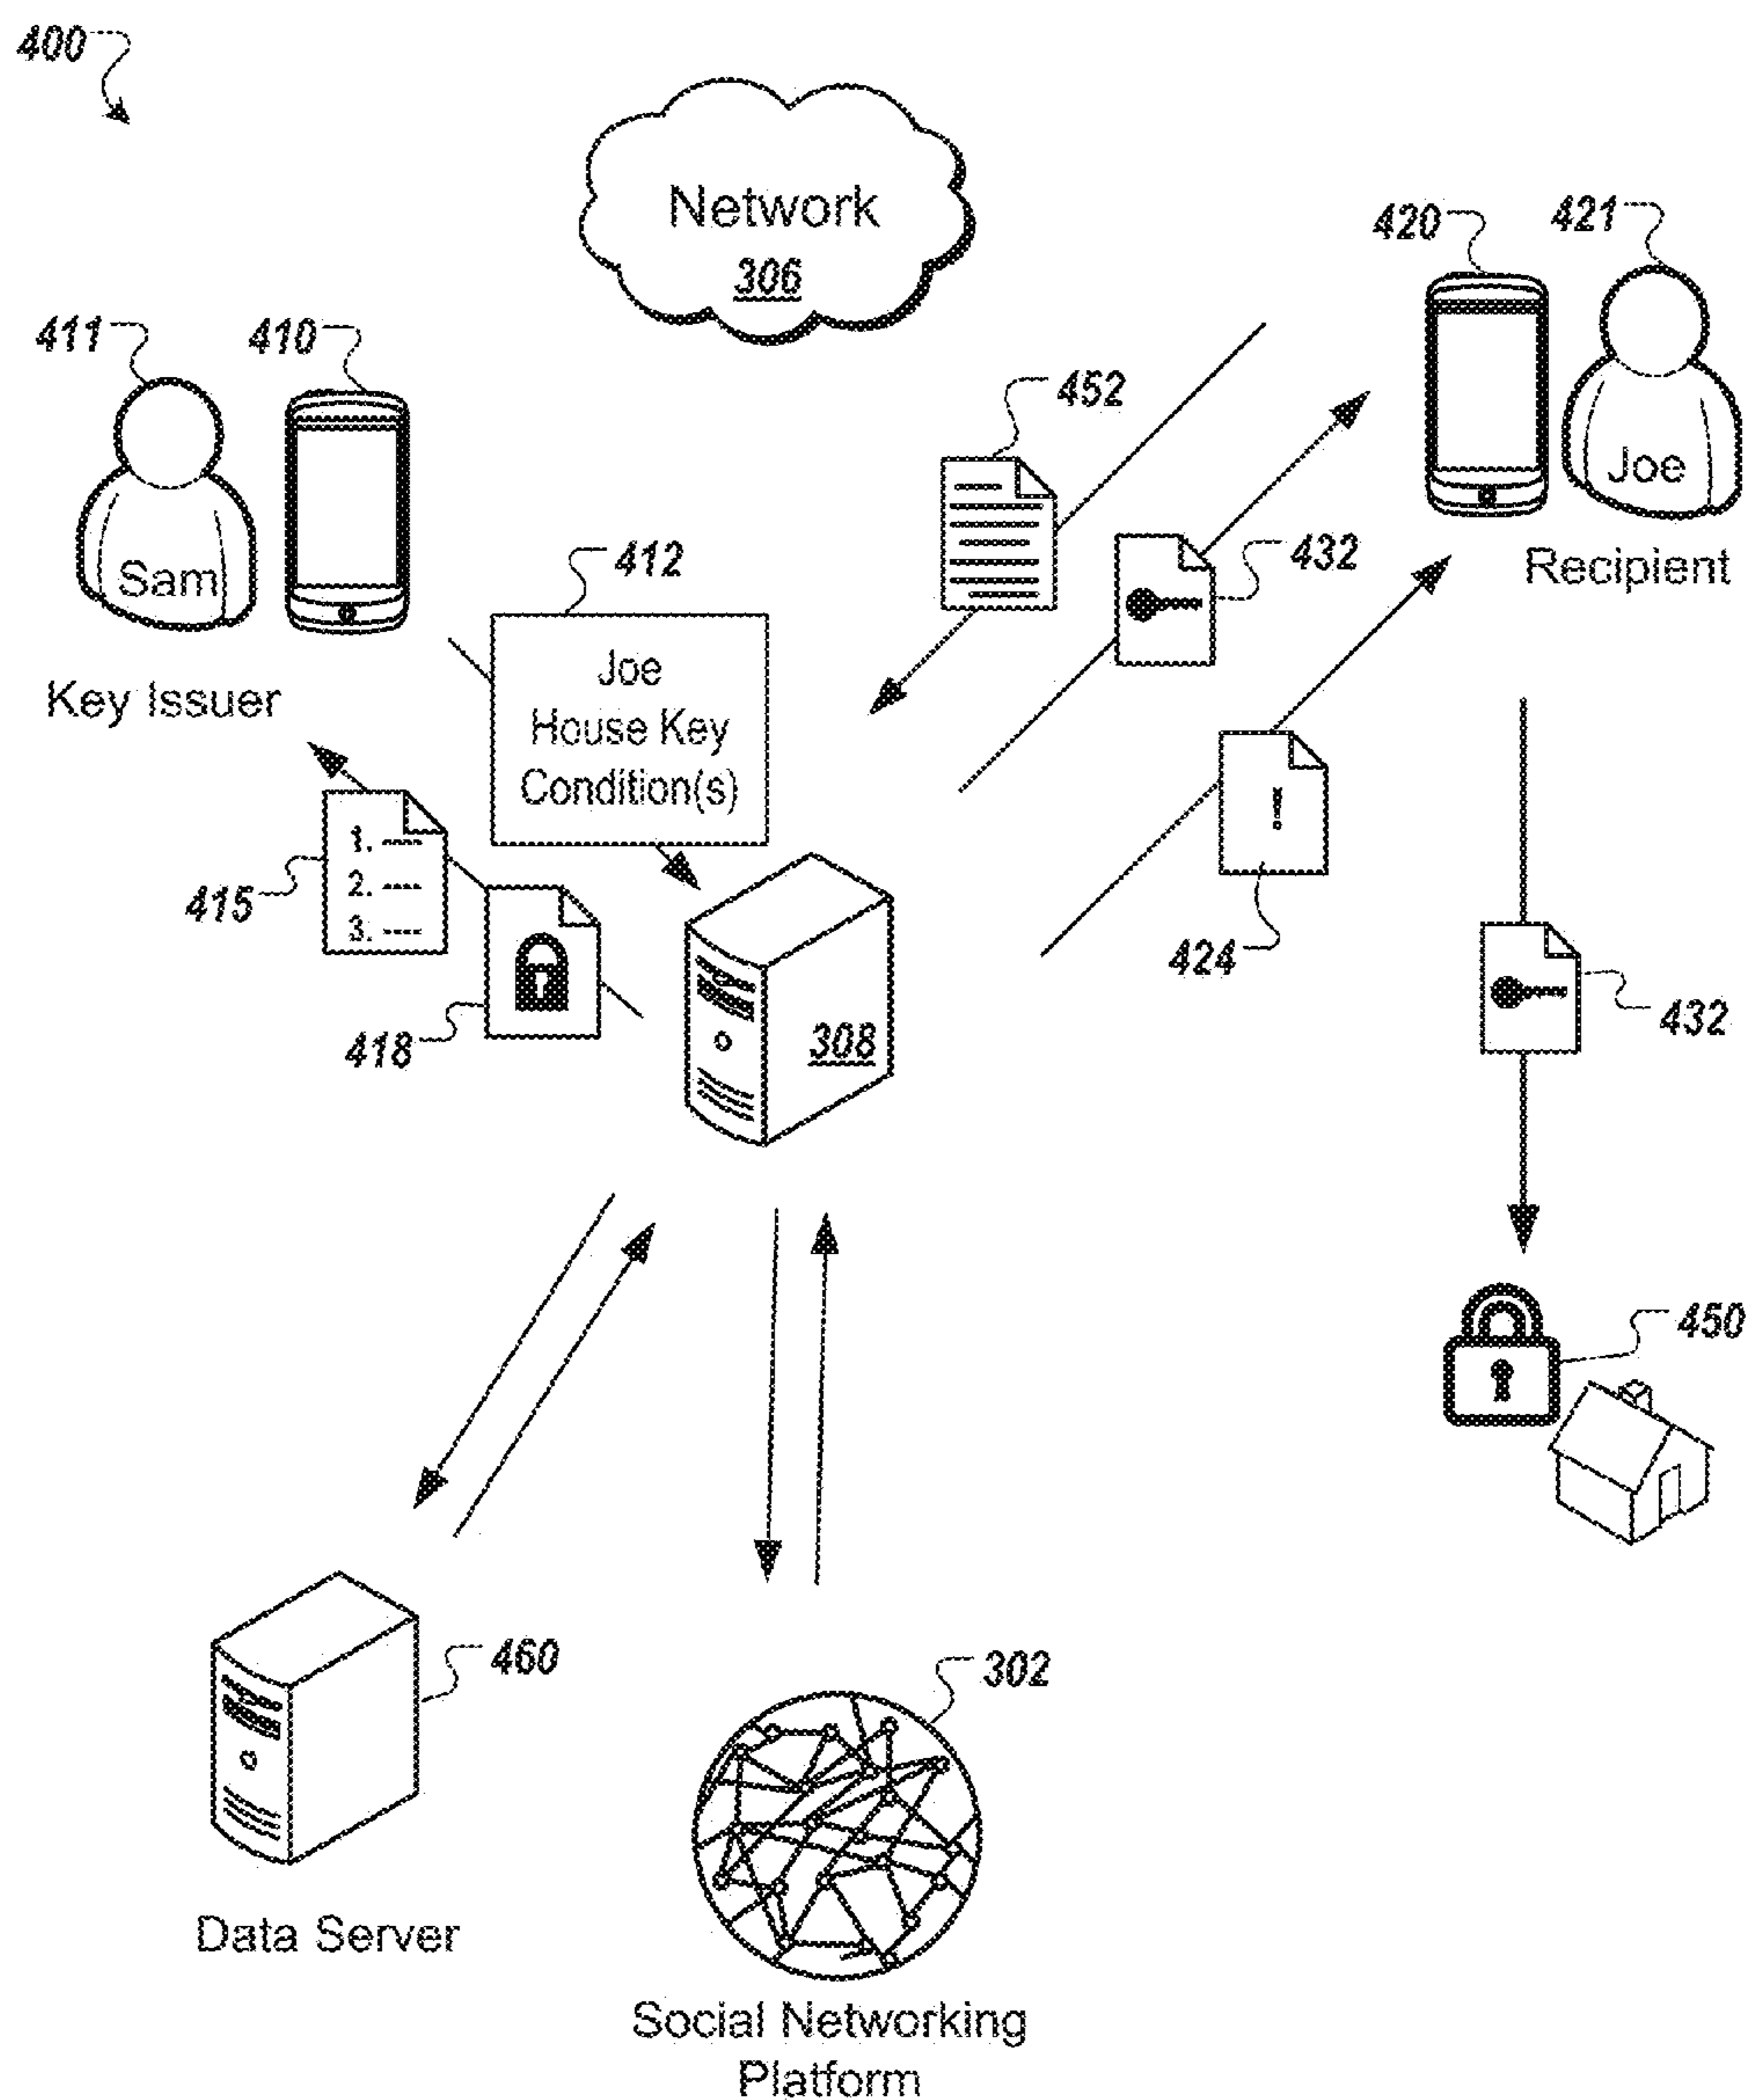 400
Network
306
420
421
411
410
452
Joe
Sam
412
432
Recipient
Key Issuer
Joe
House Key
Condition(s)
!
1.
2.
3.
415
424
418
308
432
450
460
302
Data Server
Social Networking
Platform